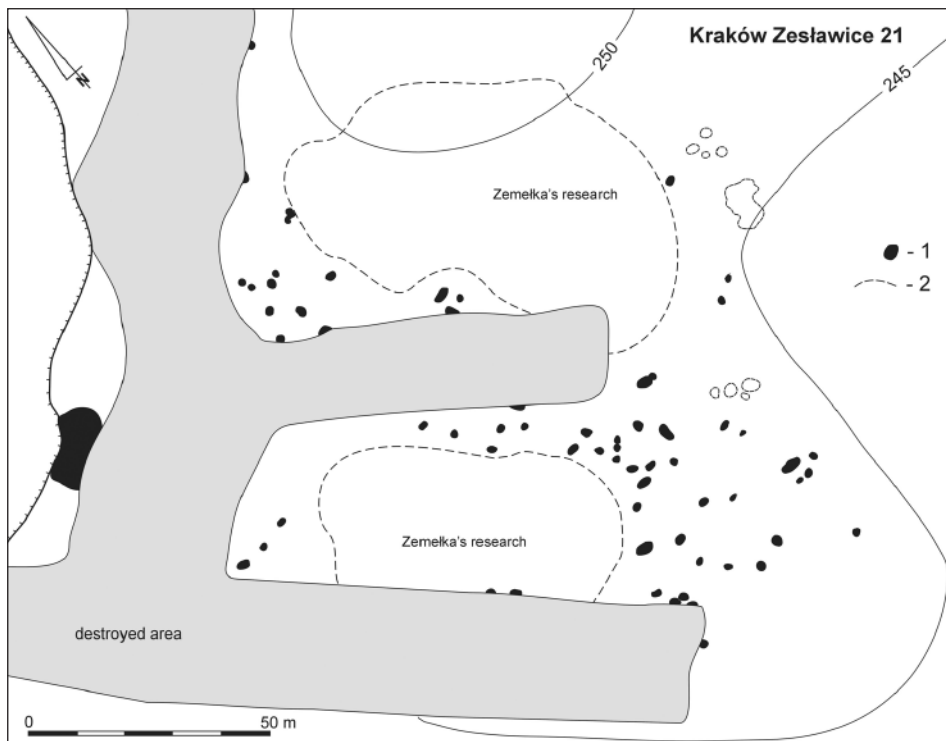 Kraków Zesławice 21
N
250
245
Zemełka's research
- 1
- 2
Zemełka's research
destroyed area
0 50 m